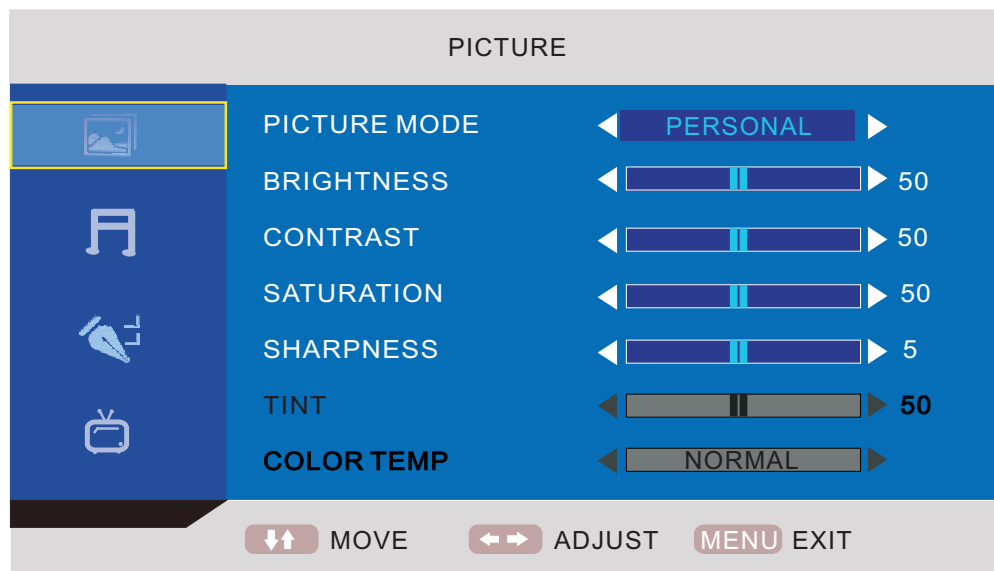 PICTURE
PICTURE MODE PERSONAL
BRIGHTNESS 50
CONTRAST 50
SATURATION 50
SHARPNESS 5
TINT 50
COLOR TEMP NORMAL
MOVE ADJUST MENU EXIT